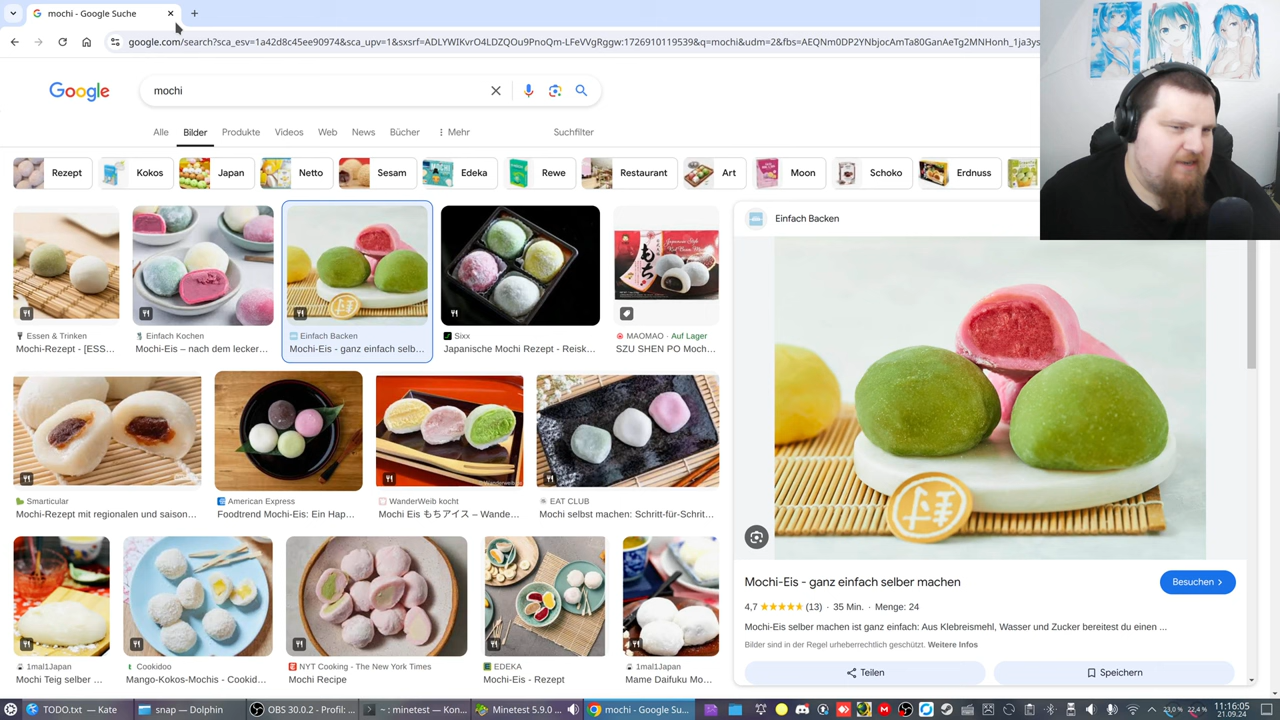 mochi - Google Suche
google.com/search?sca_esv=1a42d8c45ee90974&sca_upv=1&sxsrf=ADLYWIKrO4LDZQOu9PnoQm-LFeVVgRggw:1726910119539&q=mochi&udm=2&fbs=AEQNm0DP2YNbjocAmTa80GanAeTg2MNHonh_1ja3ys
Google
mochi
Alle Bilder Produkte Videos Web News Bücher Mehr Suchfilter
Rezept Kokos Japan Netto Sesam Edeka Rewe Restaurant Art Moon Schoko Erdnuss
Einfach Backen
もち
Essen & Trinken
Mochi-Rezept - [ESS...
Einfach Kochen
Mochi-Eis – nach dem lecker...
Einfach Backen
Mochi-Eis - ganz einfach selb...
Sixx
Japanische Mochi Rezept - Reisk...
MAOMAO · Auf Lager
SZU SHEN PO Moch...
Smarticular
Mochi-Rezept mit regionalen und saison...
American Express
Foodtrend Mochi-Eis: Ein Hap...
WanderWeib kocht
Mochi Eis もちアイス – Wande...
EAT CLUB
Mochi selbst machen: Schritt-für-Schrit...
1mal1Japan
Mochi Teig selber ...
Cookidoo
Mango-Kokos-Mochis - Cookid...
NYT Cooking - The New York Times
Mochi Recipe
EDEKA
Mochi-Eis - Rezept
1mal1Japan
Mame Daifuku Mo...
Mochi-Eis - ganz einfach selber machen
Besuchen
4,7 ★★★★★ (13) · 35 Min. · Menge: 24
Mochi-Eis selber machen ist ganz einfach: Aus Klebreismehl, Wasser und Zucker bereitest du einen ...
Bilder sind in der Regel urheberrechtlich geschützt. Weitere Infos
Teilen
Speichern
TODO.txt — Kate
snap — Dolphin
OBS 30.0.2 - Profil: ...
~ : minetest — Kon...
Minetest 5.9.0 ...
mochi - Google Su...
23,0 % 22,4 %
11:16:05
21.09.24